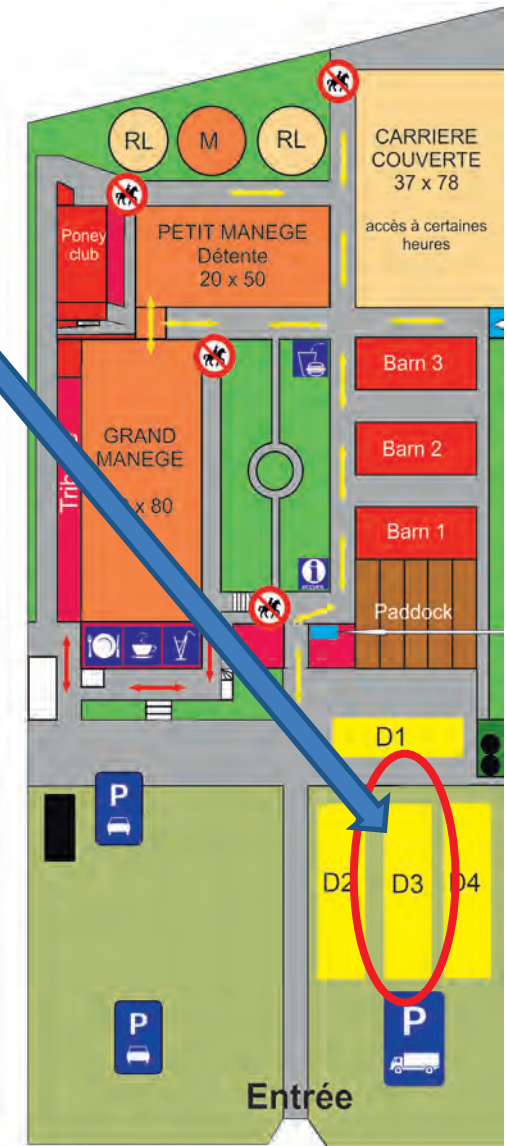 RL
M
RL
CARRIERE
COUVERTE
37 x 78
accès à certaines
heures
Poney
club
PETIT MANEGE
Détente
20 x 50
Barn 3
GRAND
MANEGE
x 80
Barn 2
Barn 1
ACCUEIL
Paddock
D1
P
D2
D3
D4
P
P
Entrée